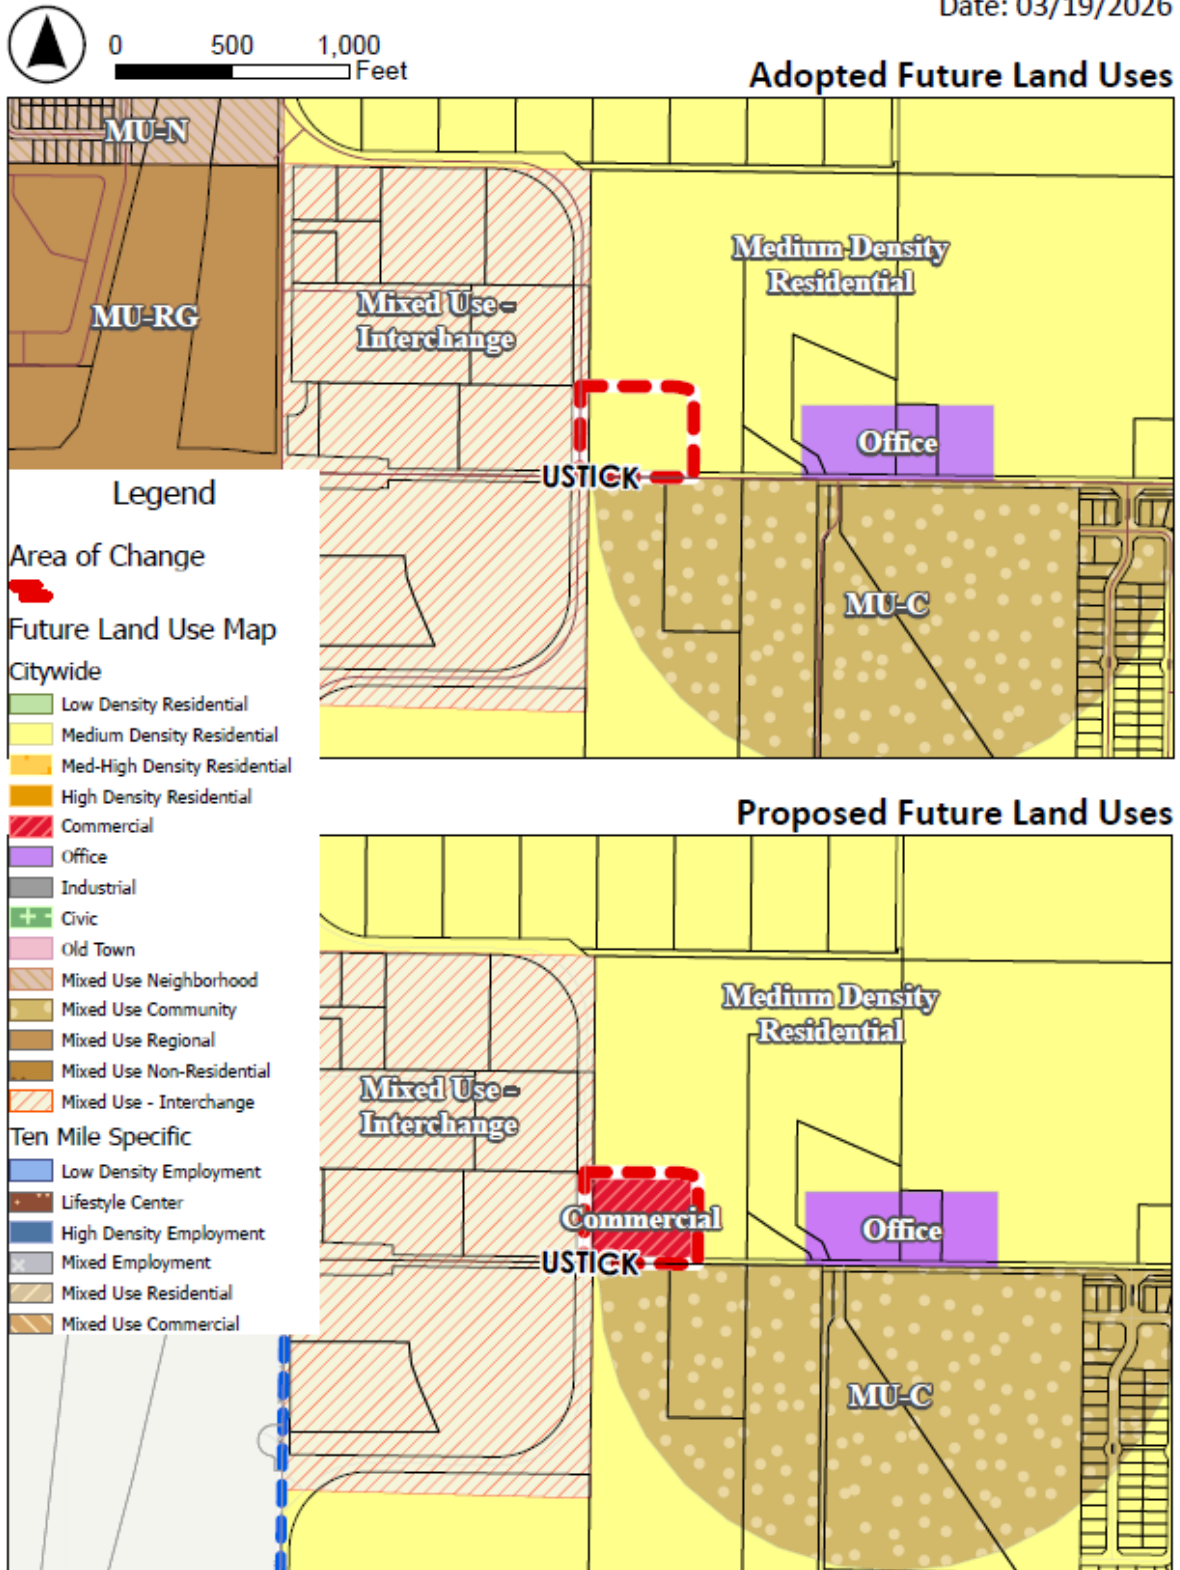 Date: 03/19/2026
0 500 1,000
Feet
Adopted Future Land Uses
MU-N
Medium Density
Residential
MU-RG
Mixed Use -
Interchange
Office
USTICK
MU-C
Legend
Area of Change
Future Land Use Map
Citywide
Low Density Residential
Medium Density Residential
Med-High Density Residential
High Density Residential
Commercial
Office
Industrial
Civic
Old Town
Mixed Use Neighborhood
Mixed Use Community
Mixed Use Regional
Mixed Use Non-Residential
Mixed Use - Interchange
Ten Mile Specific
Low Density Employment
Lifestyle Center
High Density Employment
Mixed Employment
Mixed Use Residential
Mixed Use Commercial
Proposed Future Land Uses
Medium Density
Residential
Mixed Use -
Interchange
Commercial
Office
USTICK
MU-C